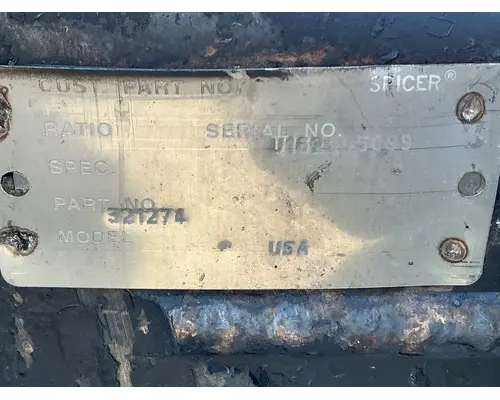 CUST PART NO. SPICER®
RATIO SERIAL NO.
SPEC.
PART NO. 321274
MODEL USA